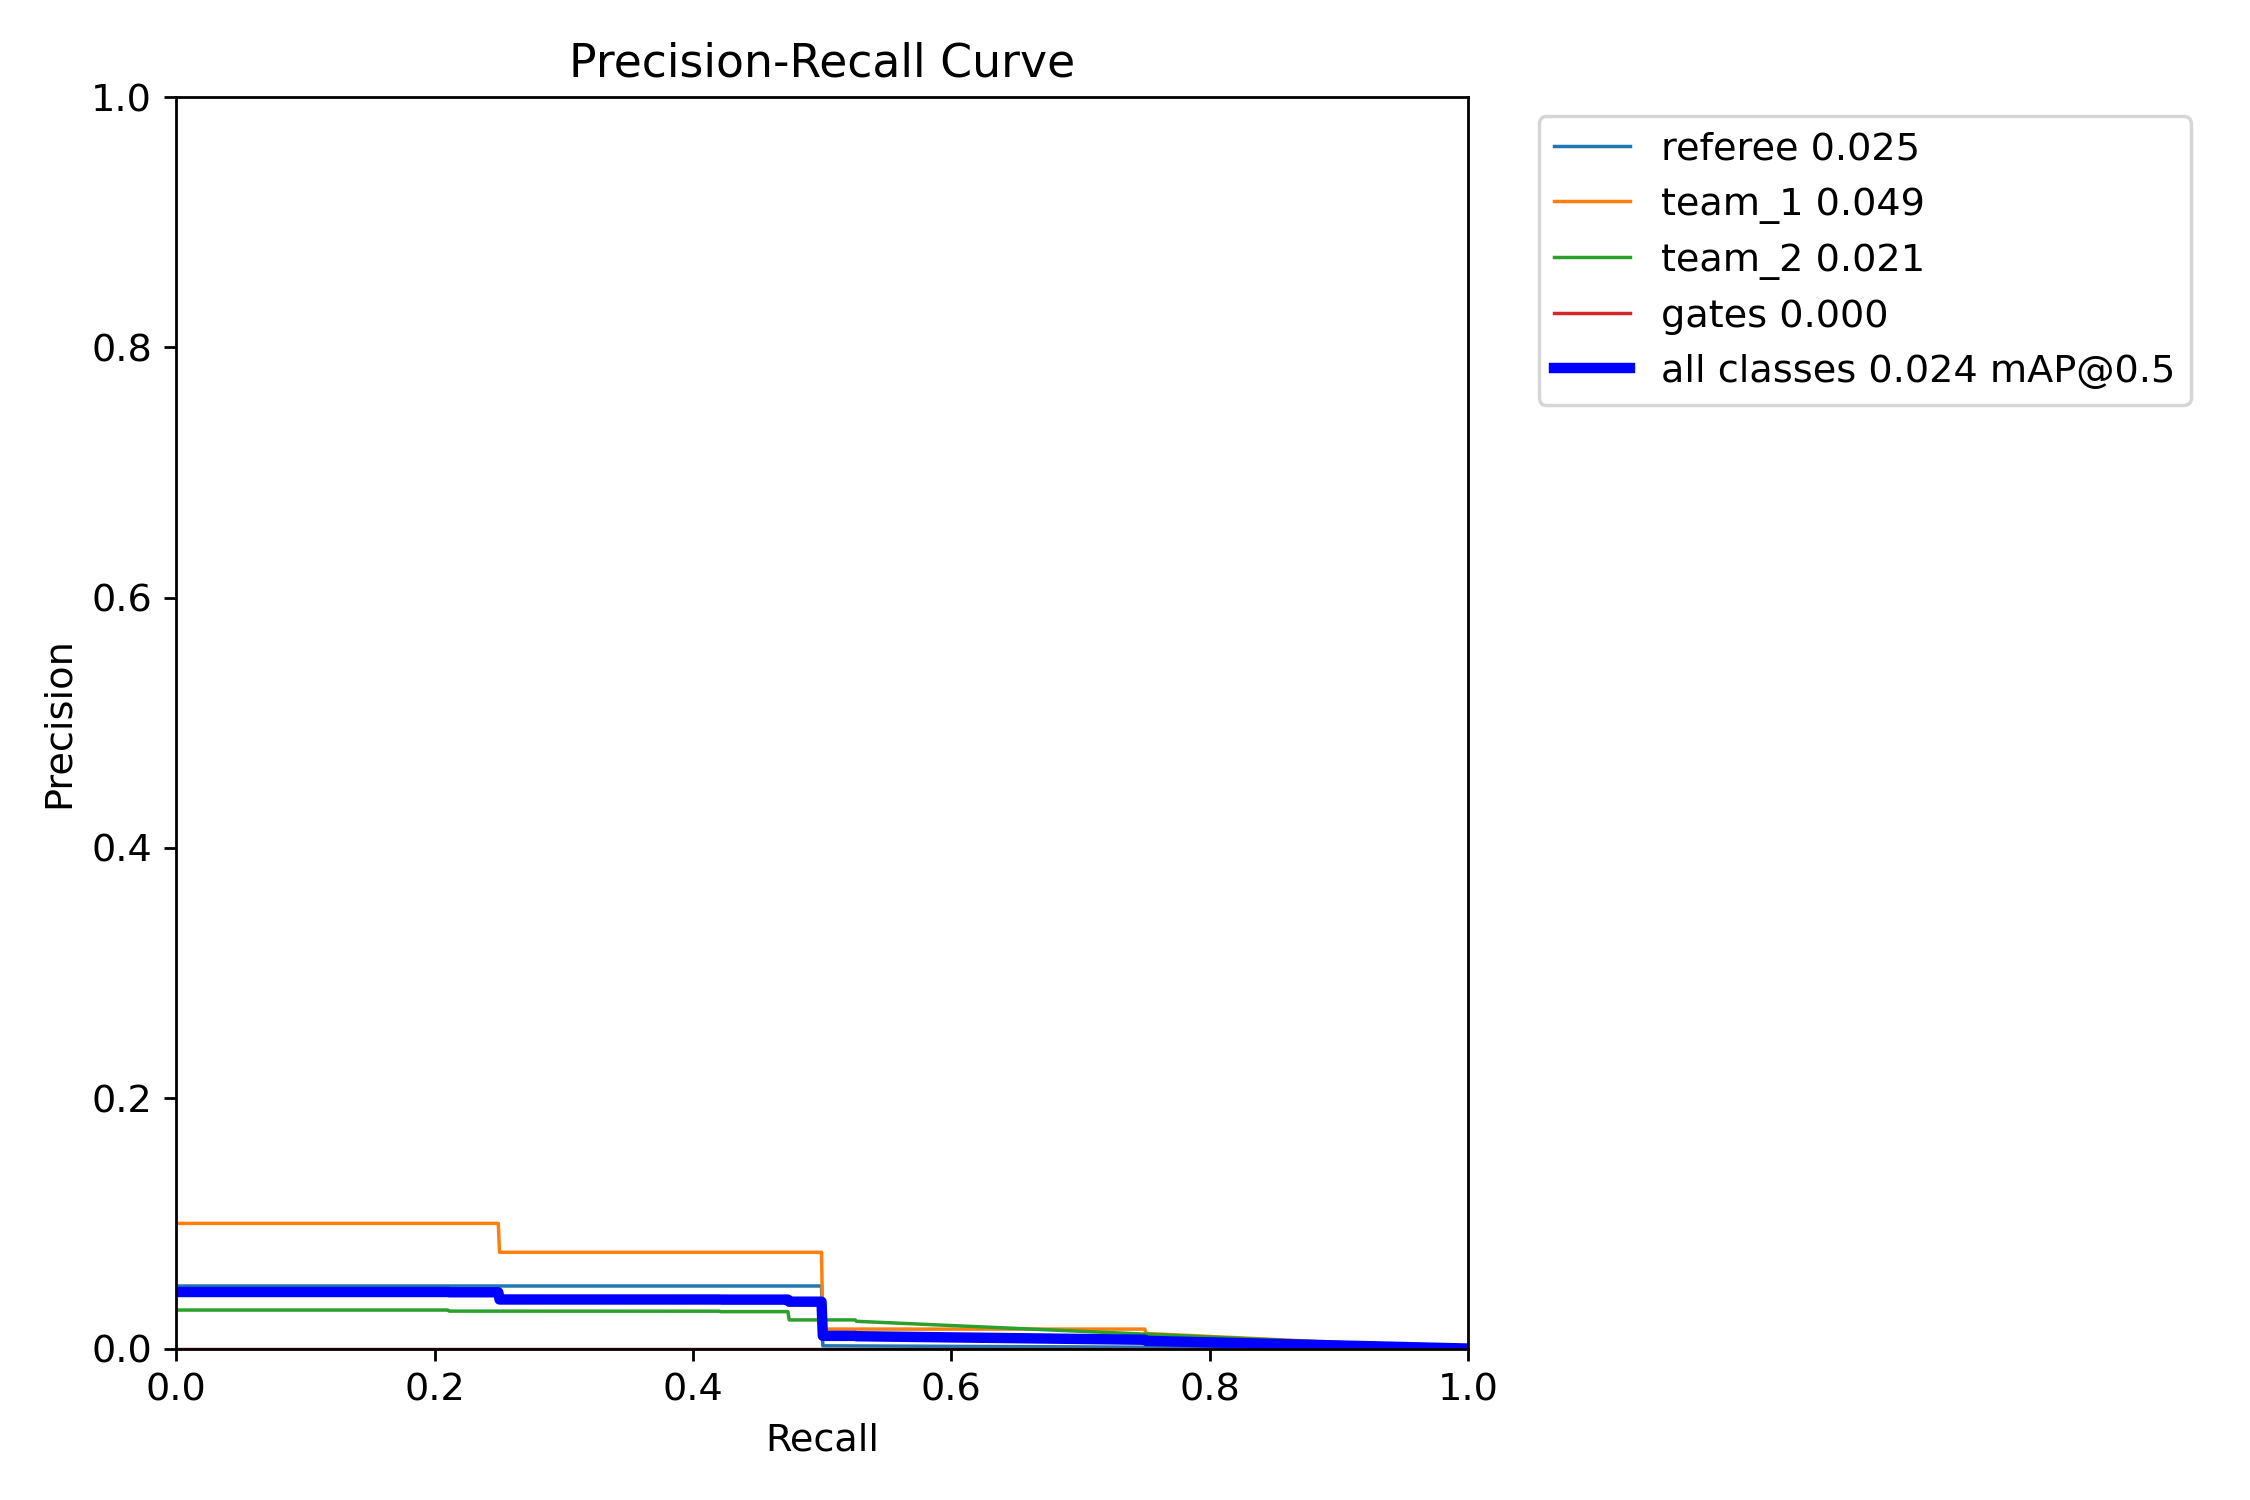 Precision-Recall Curve
1.0
0.8
0.6
0.4
0.2
0.0
Precision
0.0 0.2 0.4 0.6 0.8 1.0
Recall
referee 0.025
team_1 0.049
team_2 0.021
gates 0.000
all classes 0.024 mAP@0.5